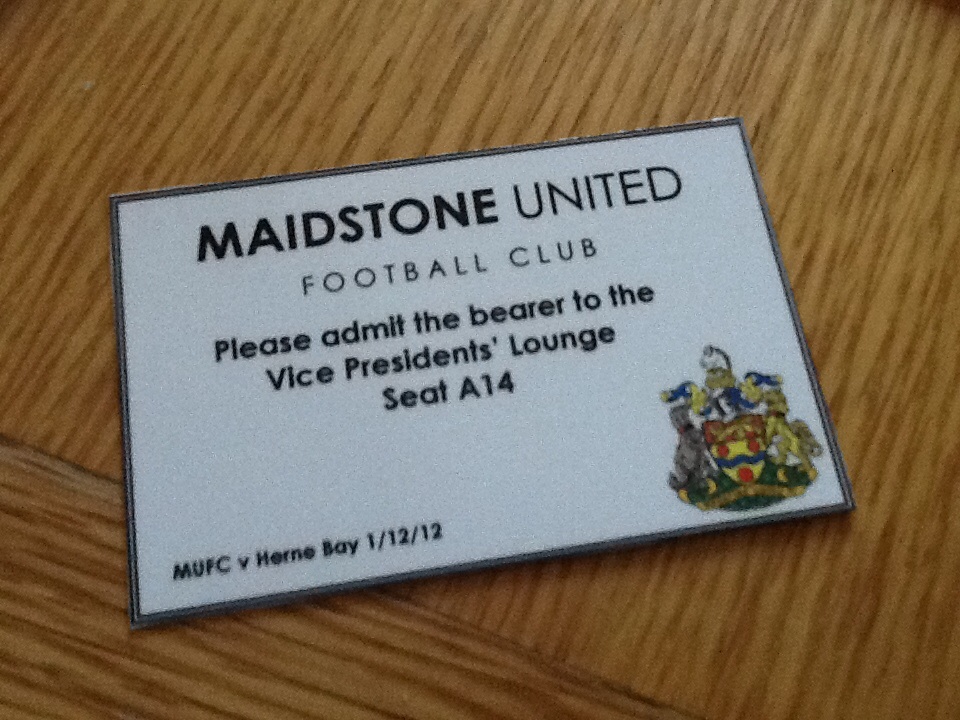 MAIDSTONE UNITED
FOOTBALL CLUB
Please admit the bearer to the
Vice Presidents' Lounge
Seat A14
MUFC v Herne Bay 1/12/12